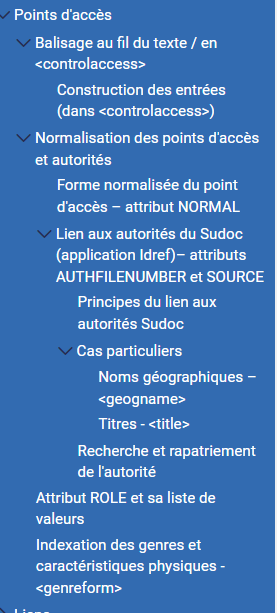 Points d'accès
Balisage au fil du texte / en
<controlaccess>
Construction des entrées
(dans <controlaccess>)
Normalisation des points d'accès
et autorités
Forme normalisée du point
d'accès – attribut NORMAL
Lien aux autorités du Sudoc
(application Idref)– attributs
AUTHFILENUMBER et SOURCE
Principes du lien aux
autorités Sudoc
Cas particuliers
Noms géographiques –
<geogname>
Titres - <title>
Recherche et rapatriement
de l'autorité
Attribut ROLE et sa liste de
valeurs
Indexation des genres et
caractéristiques physiques -
<genreform>